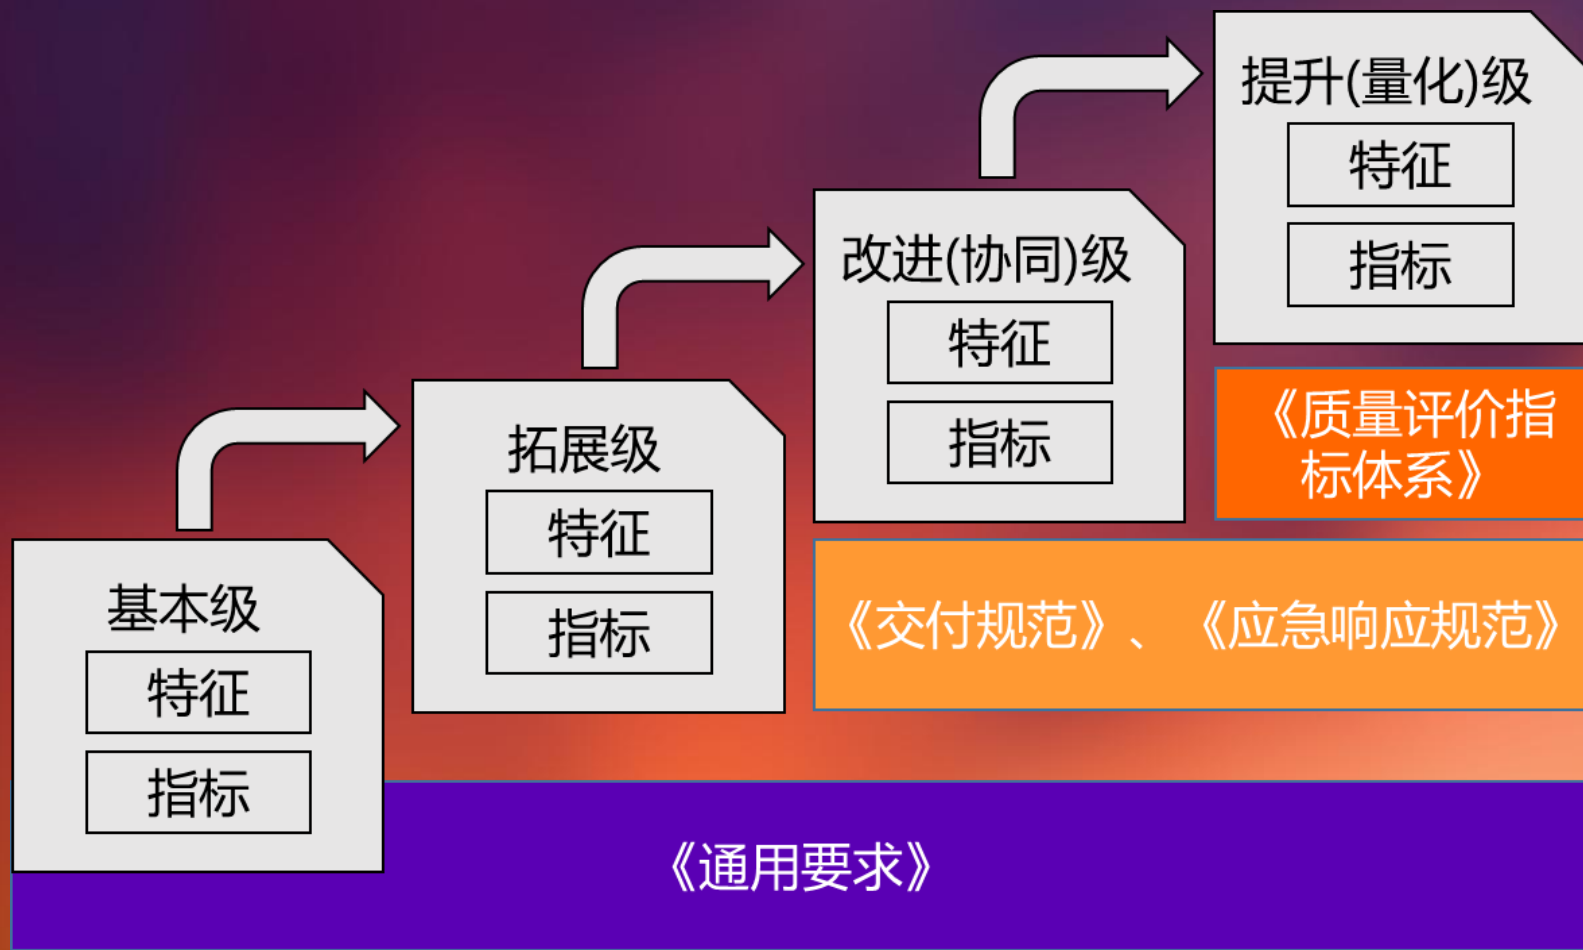 提升(量化)级
特征
指标
改进(协同)级
特征
指标
《质量评价指
标体系》
拓展级
特征
指标
《交付规范》、《应急响应规范》
基本级
特征
指标
《通用要求》